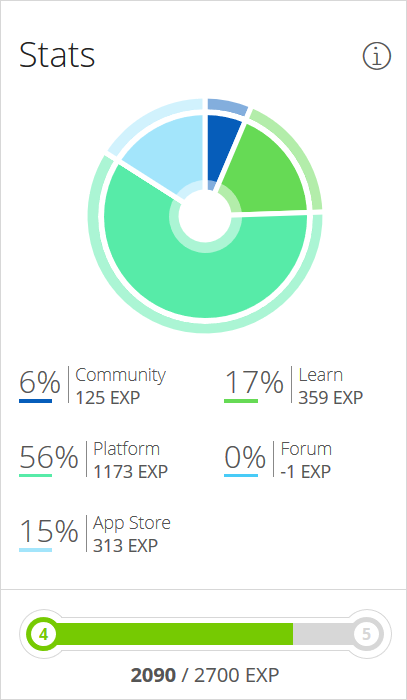 Stats
6% Community
125 EXP
17% Learn
359 EXP
56% Platform
1173 EXP
0% Forum
-1 EXP
15% App Store
313 EXP
4 5
2090 / 2700 EXP